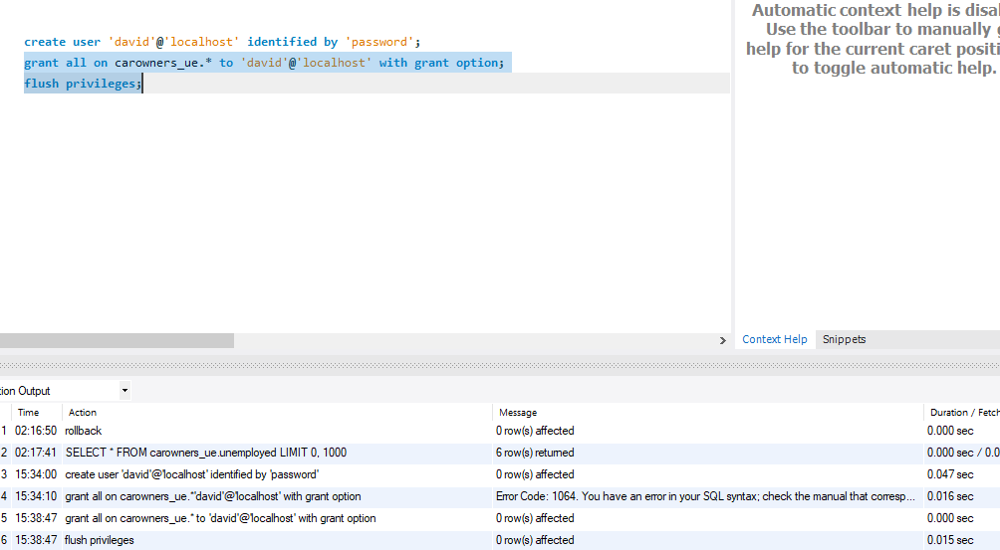 Automatic context help is disa
Use the toolbar to manually g
help for the current caret positi
to toggle automatic help.
create user 'david'@'localhost' identified by 'password';
grant all on carowners_ue.* to 'david'@'localhost' with grant option;
flush privileges;
Context Help Snippets
tion Output
Time Action Message Duration / Fetch
1 02:16:50 rollback 0 row(s) affected 0.000 sec
2 02:17:41 SELECT * FROM carowners_ue.unemployed LIMIT 0, 1000 6 row(s) returned 0.000 sec / 0.0
3 15:34:00 create user 'david'@'localhost' identified by 'password' 0 row(s) affected 0.047 sec
4 15:34:10 grant all on carowners_ue.*'david'@'localhost' with grant option Error Code: 1064. You have an error in your SQL syntax; check the manual that corresp... 0.016 sec
5 15:38:47 grant all on carowners_ue.* to 'david'@'localhost' with grant option 0 row(s) affected 0.000 sec
6 15:38:47 flush privileges 0 row(s) affected 0.015 sec